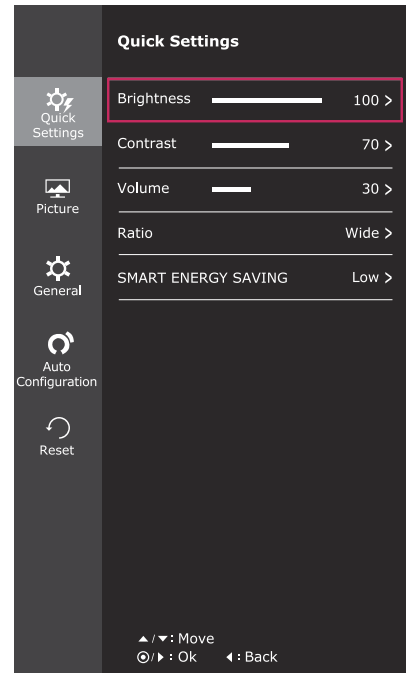 Quick Settings
Quick
Settings
Picture
General
Auto
Configuration
Reset
Brightness 100 >
Contrast 70 >
Volume 30 >
Ratio Wide >
SMART ENERGY SAVING Low >
▲/▼: Move
◉/▶ : Ok ◀ : Back